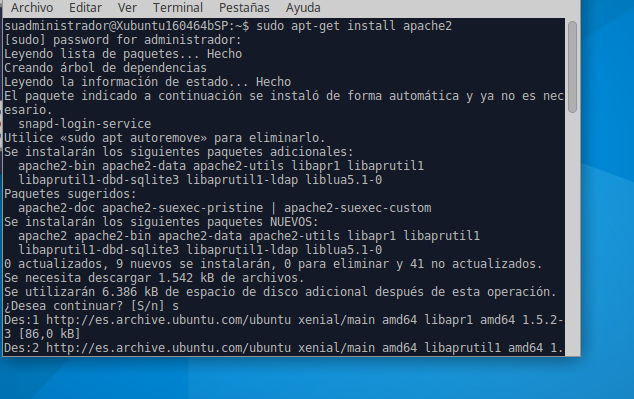 Archivo Editar Ver Terminal Pestañas Ayuda
suadministrador@Xubuntu160464bSP:~$ sudo apt-get install apache2
[sudo] password for administrador:
Leyendo lista de paquetes... Hecho
Creando árbol de dependencias
Leyendo la información de estado... Hecho
El paquete indicado a continuación se instaló de forma automática y ya no es nec
esario.
snapd-login-service
Utilice «sudo apt autoremove» para eliminarlo.
Se instalarán los siguientes paquetes adicionales:
apache2-bin apache2-data apache2-utils libapr1 libaprutil1
libaprutil1-dbd-sqlite3 libaprutil1-ldap liblua5.1-0
Paquetes sugeridos:
apache2-doc apache2-suexec-pristine | apache2-suexec-custom
Se instalarán los siguientes paquetes NUEVOS:
apache2 apache2-bin apache2-data apache2-utils libapr1 libaprutil1
libaprutil1-dbd-sqlite3 libaprutil1-ldap liblua5.1-0
0 actualizados, 9 nuevos se instalarán, 0 para eliminar y 41 no actualizados.
Se necesita descargar 1.542 kB de archivos.
Se utilizarán 6.386 kB de espacio de disco adicional después de esta operación.
¿Desea continuar? [S/n] s
Des:1 http://es.archive.ubuntu.com/ubuntu xenial/main amd64 libapr1 amd64 1.5.2-
3 [86,0 kB]
Des:2 http://es.archive.ubuntu.com/ubuntu xenial/main amd64 libaprutil1 amd64 1.